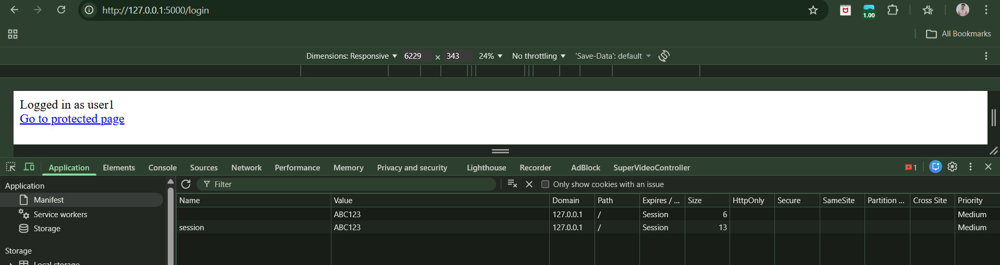 http://127.0.0.1:5000/login
1.00
All Bookmarks
Dimensions: Responsive 6229 × 343 24% No throttling 'Save-Data': default
Logged in as user1
Go to protected page
Application Elements Console Sources Network Performance Memory Privacy and security Lighthouse Recorder AdBlock SuperVideoController 1
Application
Manifest
Service workers
Storage
Storage
Local storage
Filter Only show cookies with an issue
Name Value Domain Path Expires / ... Size HttpOnly Secure SameSite Partition ... Cross Site Priority
ABC123 127.0.0.1 / Session 6 Medium
session ABC123 127.0.0.1 / Session 13 Medium